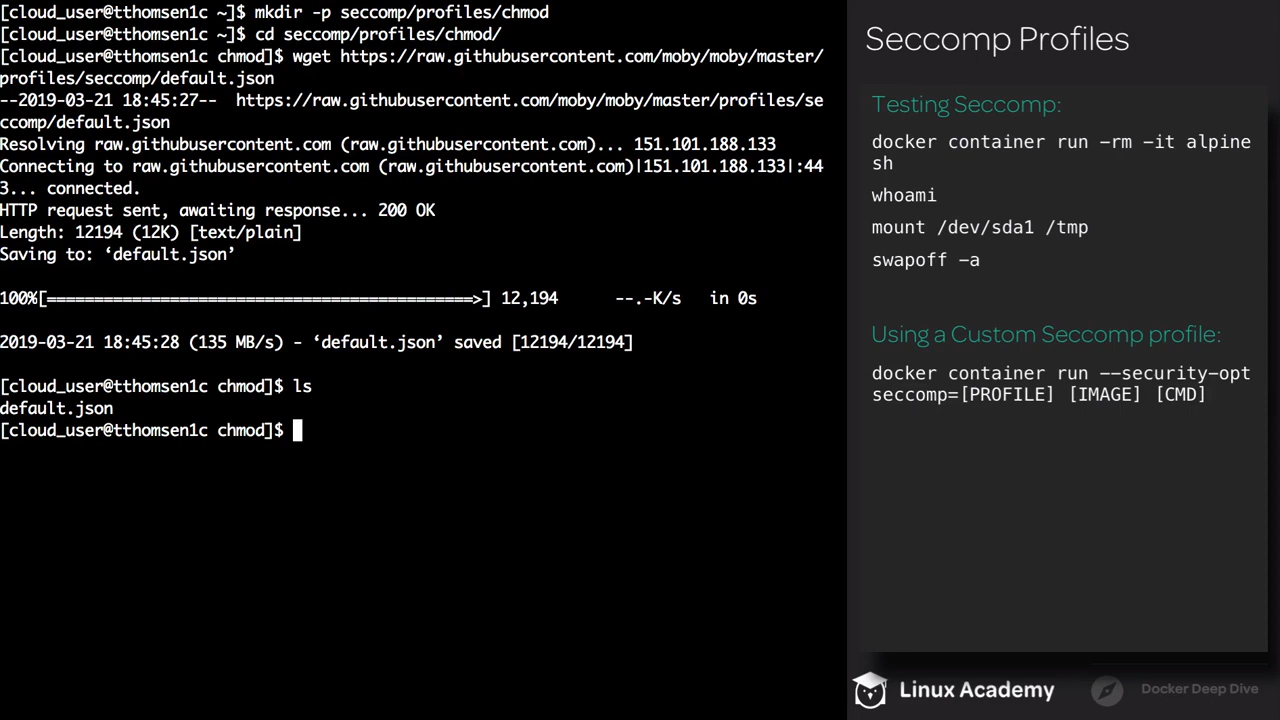 [cloud_user@tthomsen1c ~]$ mkdir -p seccomp/profiles/chmod
[cloud_user@tthomsen1c ~]$ cd seccomp/profiles/chmod/
[cloud_user@tthomsen1c chmod]$ wget https://raw.githubusercontent.com/moby/moby/master/
profiles/seccomp/default.json
--2019-03-21 18:45:27--  https://raw.githubusercontent.com/moby/moby/master/profiles/se
ccomp/default.json
Resolving raw.githubusercontent.com (raw.githubusercontent.com)... 151.101.188.133
Connecting to raw.githubusercontent.com (raw.githubusercontent.com)|151.101.188.133|:44
3... connected.
HTTP request sent, awaiting response... 200 OK
Length: 12194 (12K) [text/plain]
Saving to: ‘default.json’
100%[=============================================>] 12,194      --.-K/s   in 0s
2019-03-21 18:45:28 (135 MB/s) - ‘default.json’ saved [12194/12194]
[cloud_user@tthomsen1c chmod]$ ls
default.json
[cloud_user@tthomsen1c chmod]$
Seccomp Profiles
Testing Seccomp:
docker container run –rm –it alpine
sh
whoami
mount /dev/sda1 /tmp
swapoff –a
Using a Custom Seccomp profile:
docker container run --security-opt
seccomp=[PROFILE] [IMAGE] [CMD]
Linux Academy
Docker Deep Dive